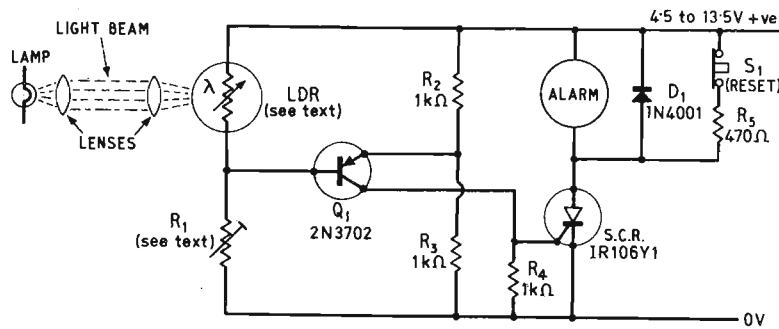 4·5 to 13·5V +ve
LIGHT BEAM
LAMP
LENSES
λ
LDR
(see text)
R2
1kΩ
ALARM
D1
1N4001
S1
(RESET)
R5
470Ω
Q1
2N3702
R1
(see text)
R3
1kΩ
R4
1kΩ
S.C.R.
IR106Y1
0V